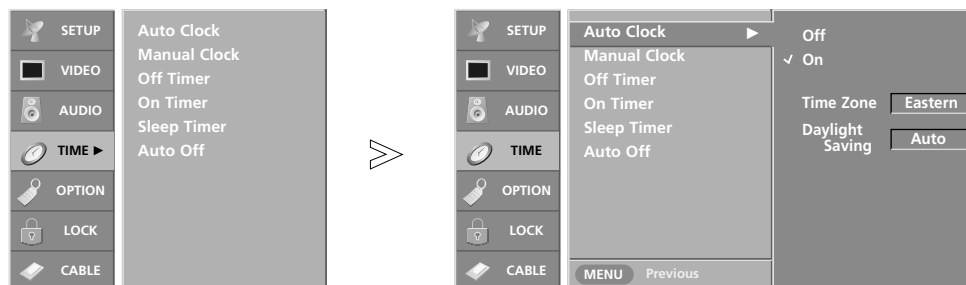 SETUP
VIDEO
AUDIO
TIME ►
OPTION
LOCK
CABLE
Auto Clock
Manual Clock
Off Timer
On Timer
Sleep Timer
Auto Off
SETUP
VIDEO
AUDIO
TIME
OPTION
LOCK
CABLE
Auto Clock ►
Manual Clock
Off Timer
On Timer
Sleep Timer
Auto Off
MENU Previous
Off
✓ On
Time Zone Eastern
Daylight
Saving Auto